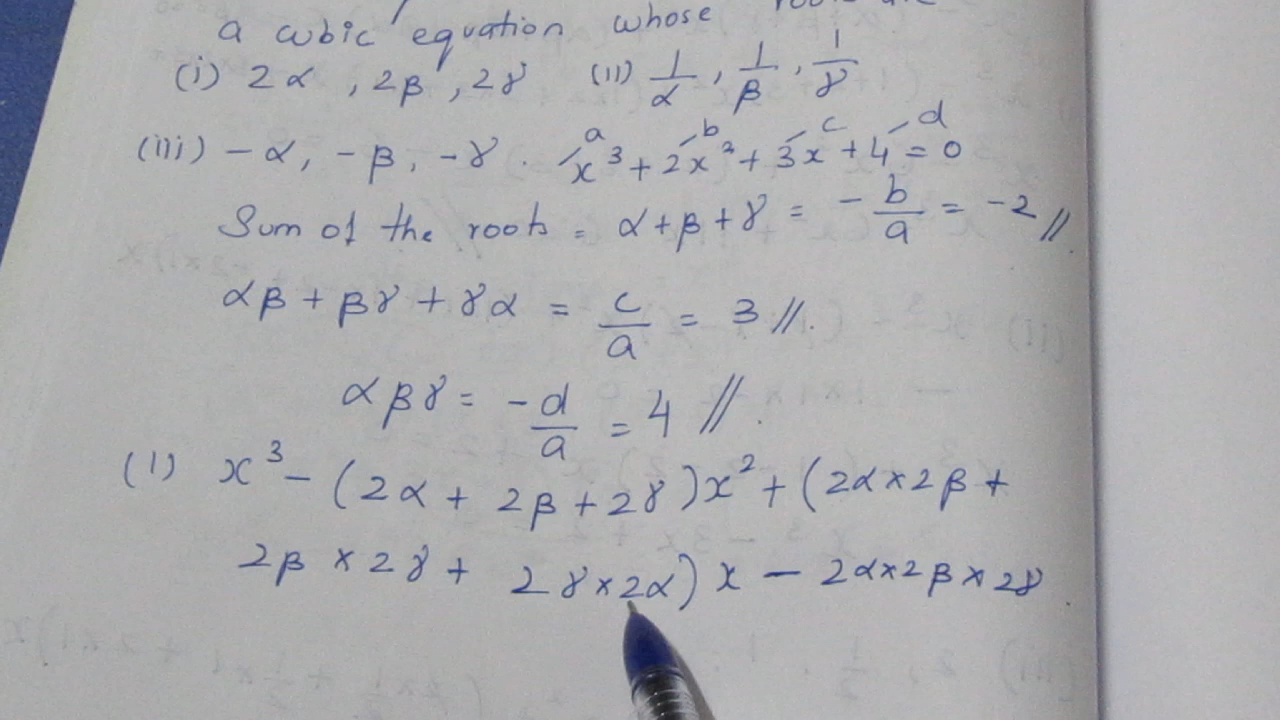 a cubic equation whose
(i) 2α , 2β , 2γ (ii) 1/α , 1/β , 1/γ
(iii) -α, -β, -γ . x³ + 2x² + 3x + 4 = 0 a b c d
Sum of the roots = α+β+γ = -b/a = -2 //
αβ + βγ + γα = c/a = 3 //.
αβγ = -d/a = 4 //.
(1) x³ - (2α + 2β + 2γ)x² + (2α×2β +
2β × 2γ + 2γ×2α) x - 2α×2β×2γ